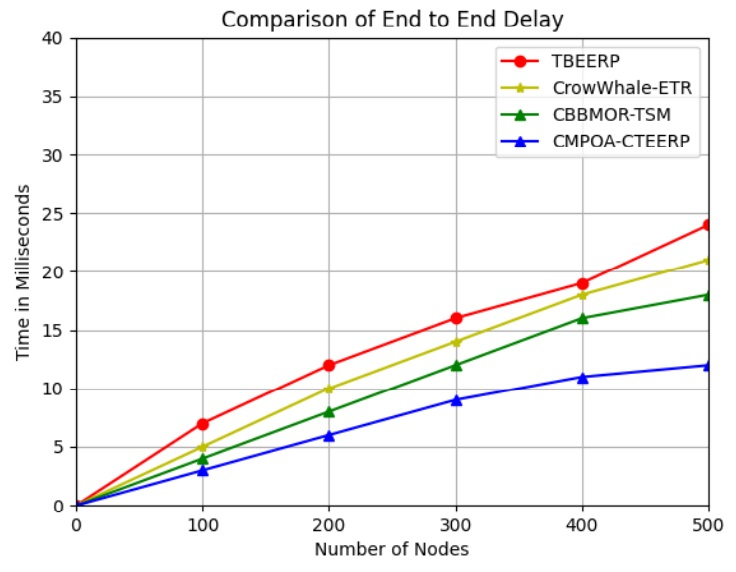 Comparison of End to End Delay
40
35
30
25
20
15
10
5
0
Time in Milliseconds
TBEERP
CrowWhale-ETR
CBBMOR-TSM
CMPOA-CTEERP
0 100 200 300 400 500
Number of Nodes